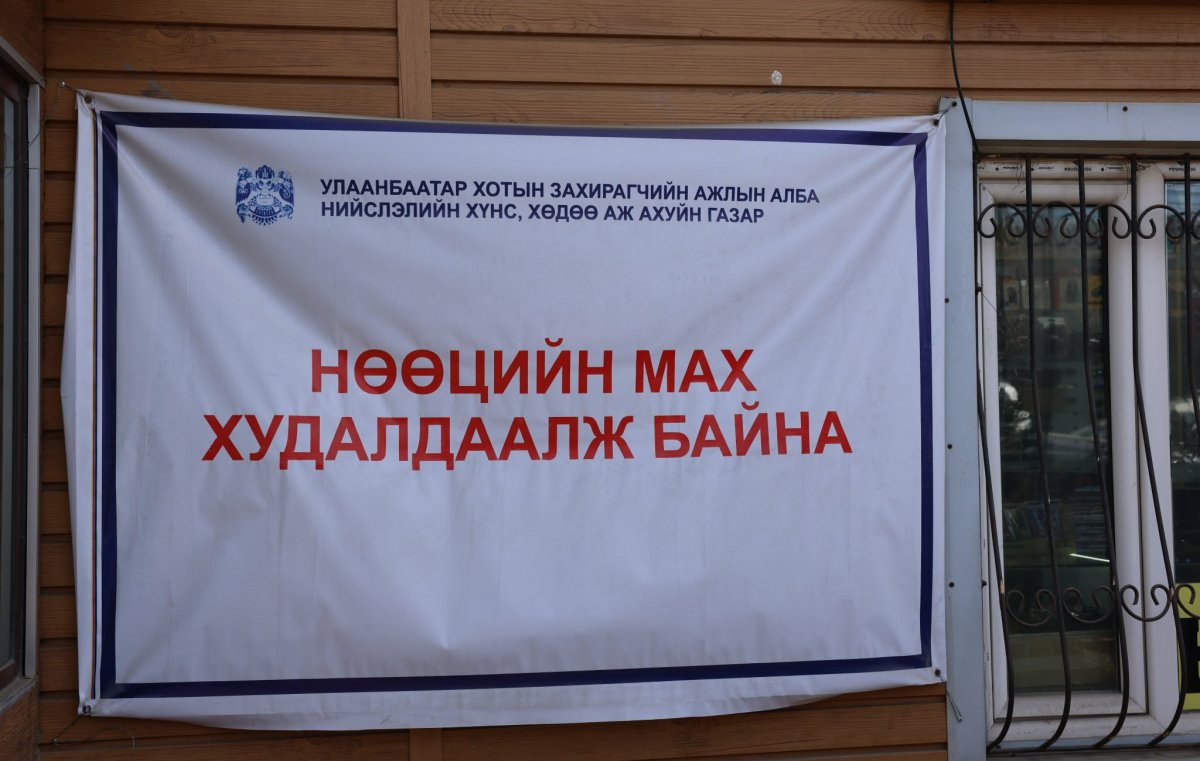 УЛААНБААТАР ХОТЫН ЗАХИРАГЧИЙН АЖЛЫН АЛБА
НИЙСЛЭЛИЙН ХҮНС, ХӨДӨӨ АЖ АХУЙН ГАЗАР
НӨӨЦИЙН МАХ
ХУДАЛДААЛЖ БАЙНА